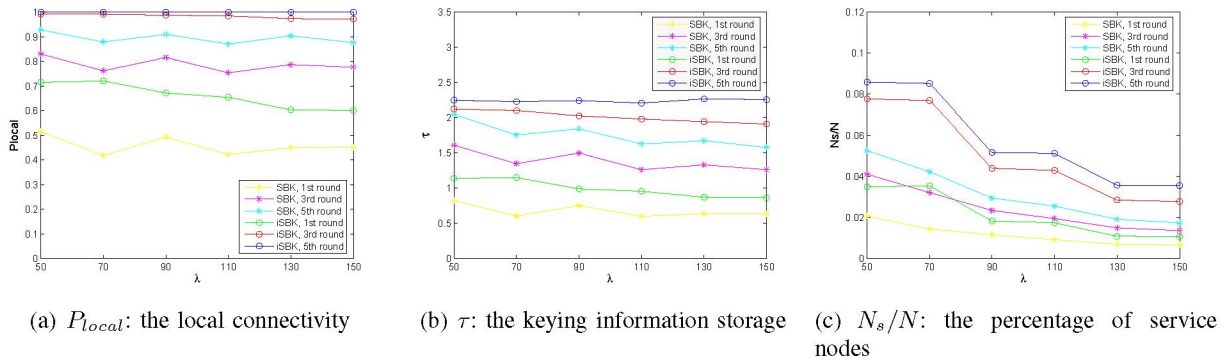 1
0.9
0.8
0.7
0.6
0.5
0.4
0.3
0.2
0.1
0
Plocal
50 70 90 110 130 150
λ
SBK, 1st round
SBK, 3rd round
SBK, 5th round
iSBK, 1st round
iSBK, 3rd round
iSBK, 5th round
(a) P_local: the local connectivity
3.5
3
2.5
2
1.5
1
0.5
0
τ
50 70 90 110 130 150
λ
SBK, 1st round
SBK, 3rd round
SBK, 5th round
iSBK, 1st round
iSBK, 3rd round
iSBK, 5th round
(b) τ: the keying information storage
0.12
0.1
0.08
0.06
0.04
0.02
0
Ns/N
50 70 90 110 130 150
λ
SBK, 1st round
SBK, 3rd round
SBK, 5th round
iSBK, 1st round
iSBK, 3rd round
iSBK, 5th round
(c) N_s/N: the percentage of service
nodes